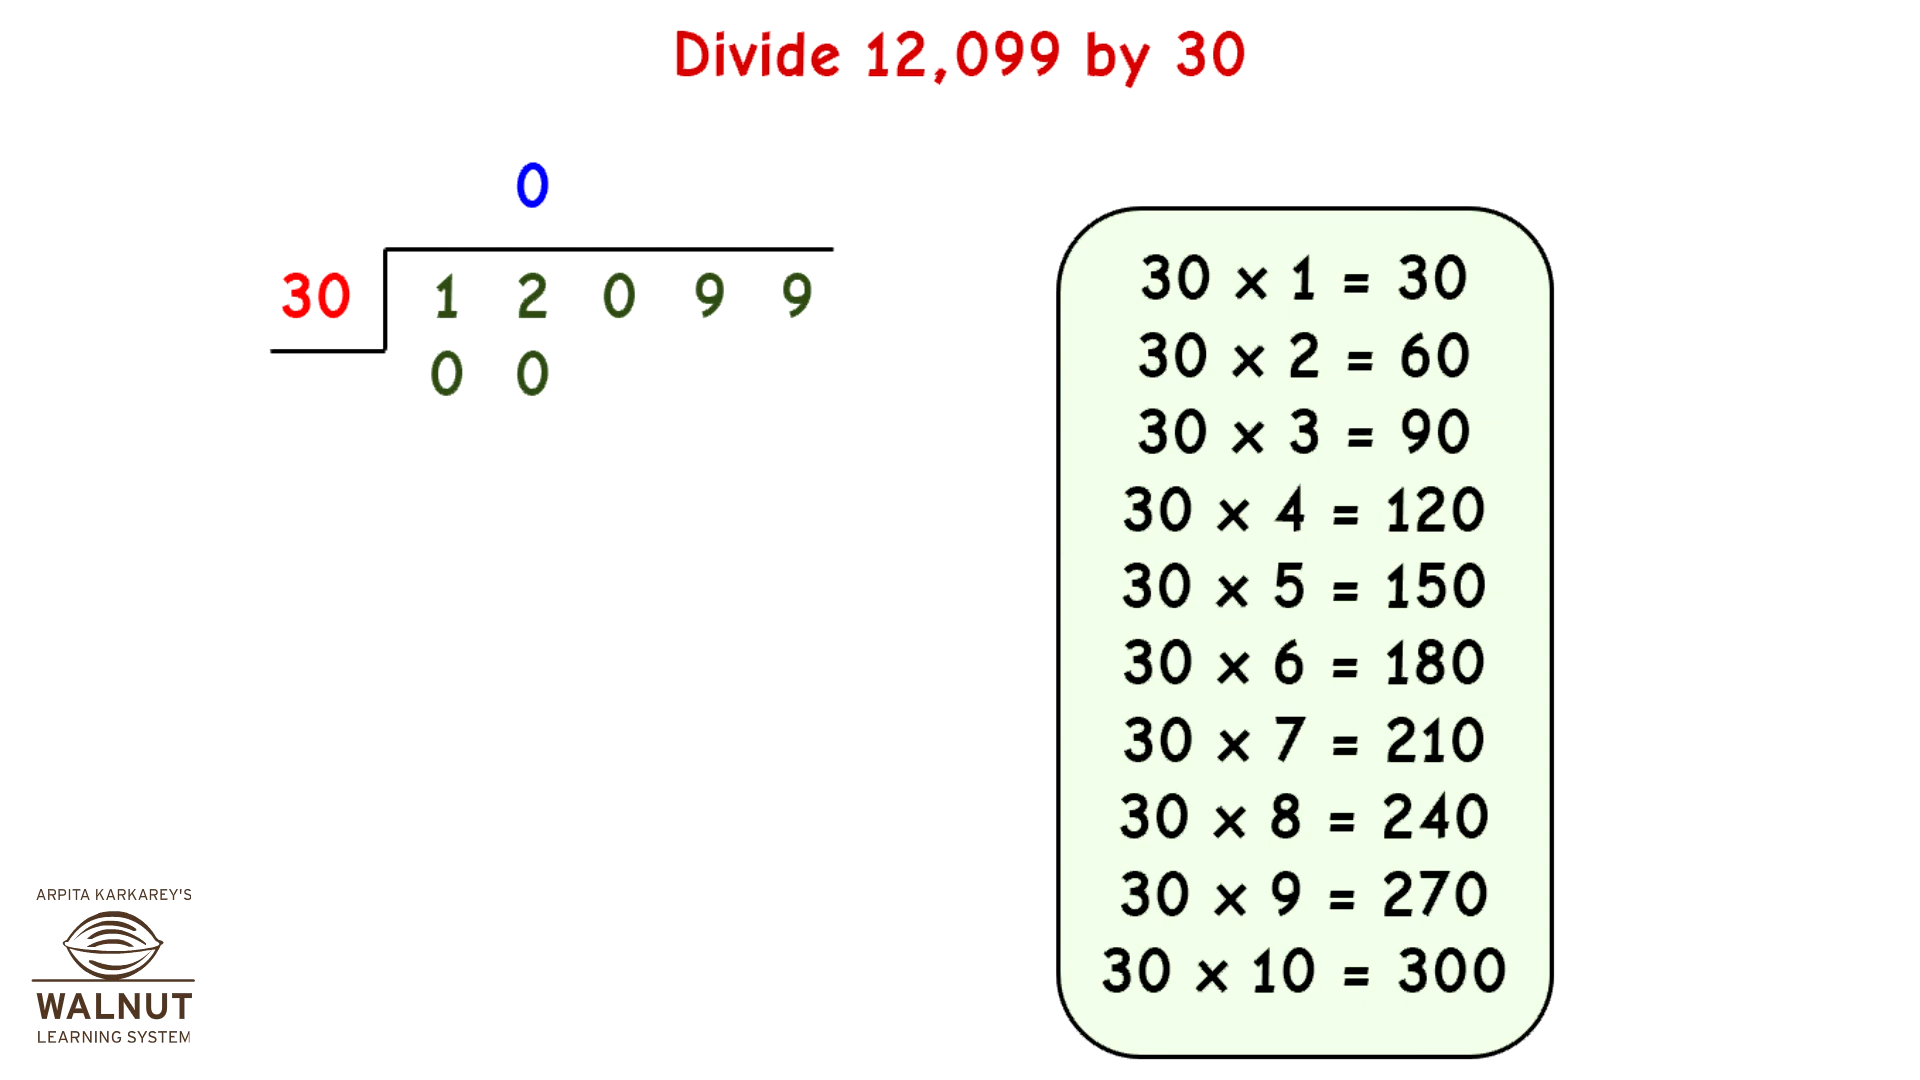 Divide 12,099 by 30
0
30 1 2 0 9 9
0 0
30 x 1 = 30
30 x 2 = 60
30 x 3 = 90
30 x 4 = 120
30 x 5 = 150
30 x 6 = 180
30 x 7 = 210
30 x 8 = 240
30 x 9 = 270
30 x 10 = 300
ARPITA KARKAREY'S
WALNUT
LEARNING SYSTEM